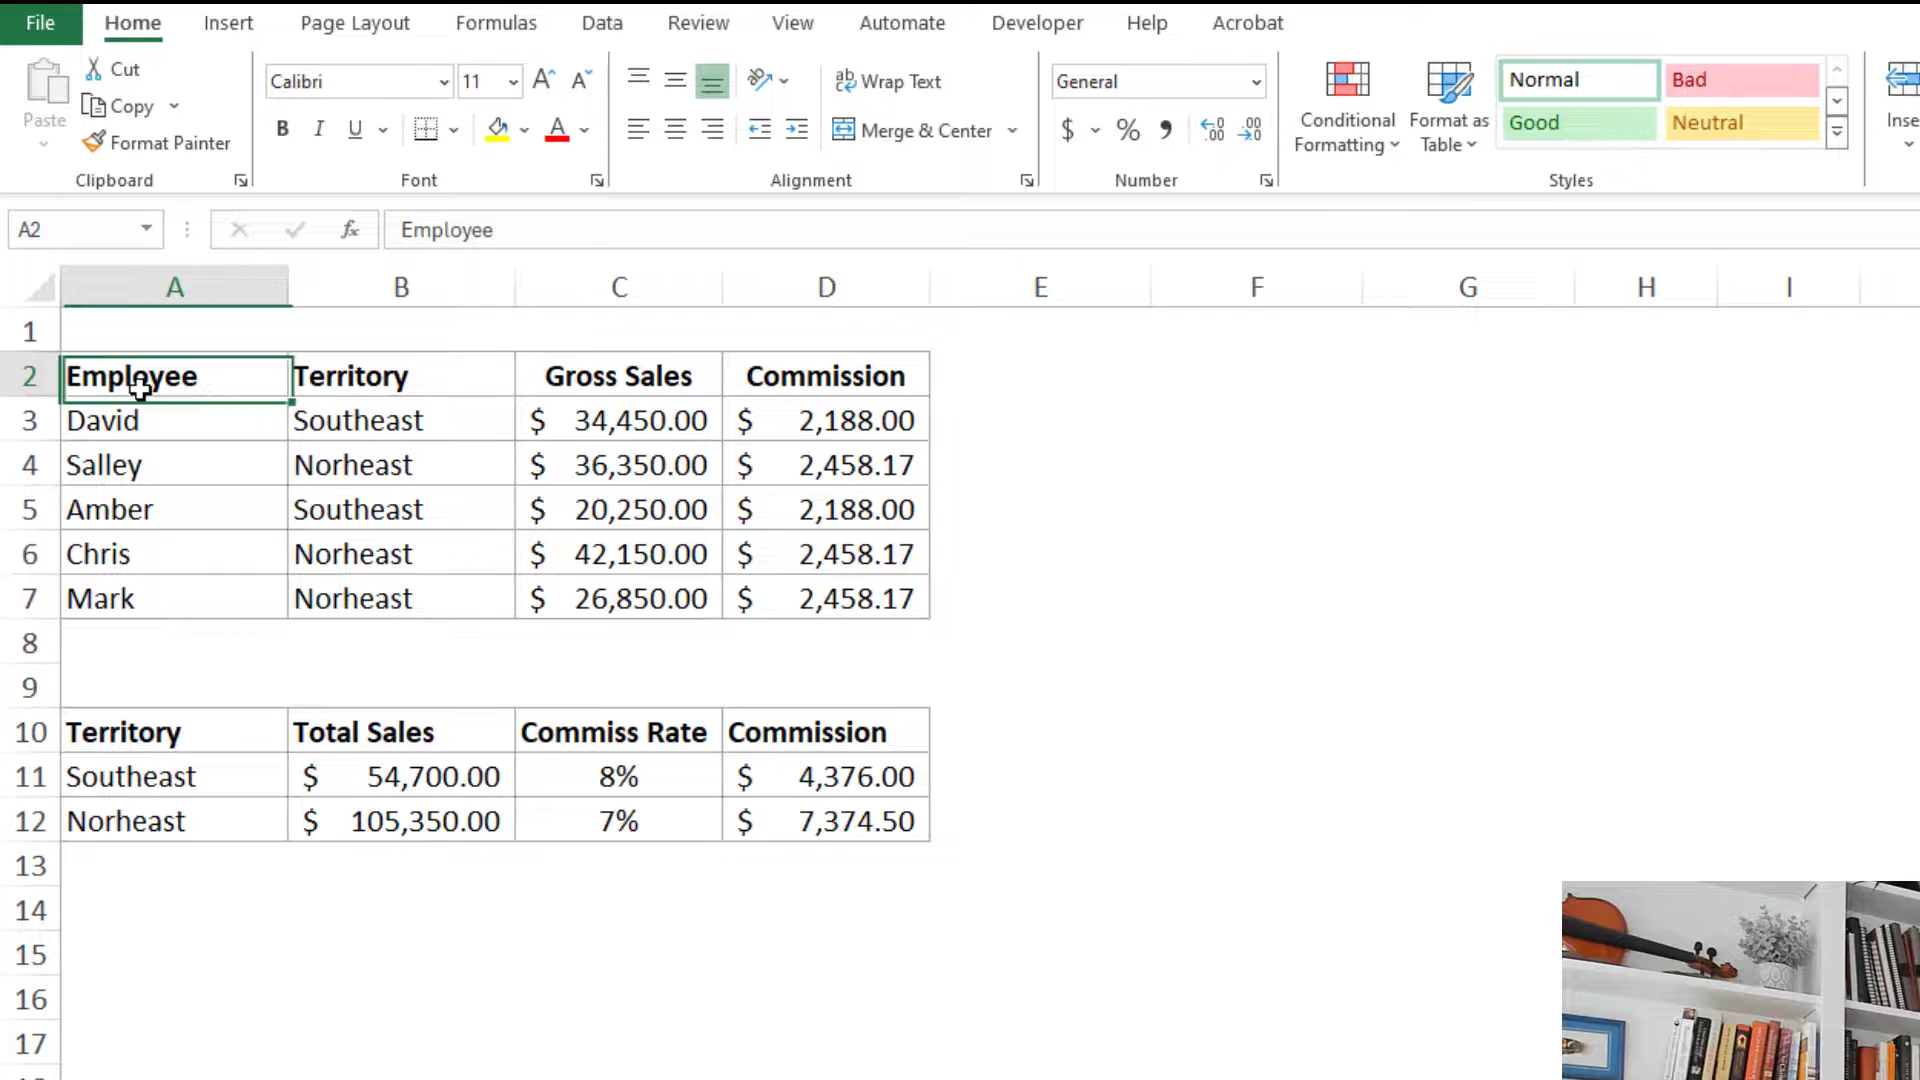 File Home Insert Page Layout Formulas Data Review View Automate Developer Help Acrobat
Paste Cut Copy Format Painter Clipboard
Calibri 11 A A B I U A Font
ab Wrap Text Merge & Center Alignment
General $ % , .00 .00 Number
Conditional Formatting Format as Table
Normal Bad
Good Neutral
Styles
Inse
A2 fx Employee
A B C D E F G H I
1
2 Employee Territory Gross Sales Commission
3 David Southeast $ 34,450.00 $ 2,188.00
4 Salley Norheast $ 36,350.00 $ 2,458.17
5 Amber Southeast $ 20,250.00 $ 2,188.00
6 Chris Norheast $ 42,150.00 $ 2,458.17
7 Mark Norheast $ 26,850.00 $ 2,458.17
8
9
10 Territory Total Sales Commiss Rate Commission
11 Southeast $ 54,700.00 8% $ 4,376.00
12 Norheast $ 105,350.00 7% $ 7,374.50
13
14
15
16
17